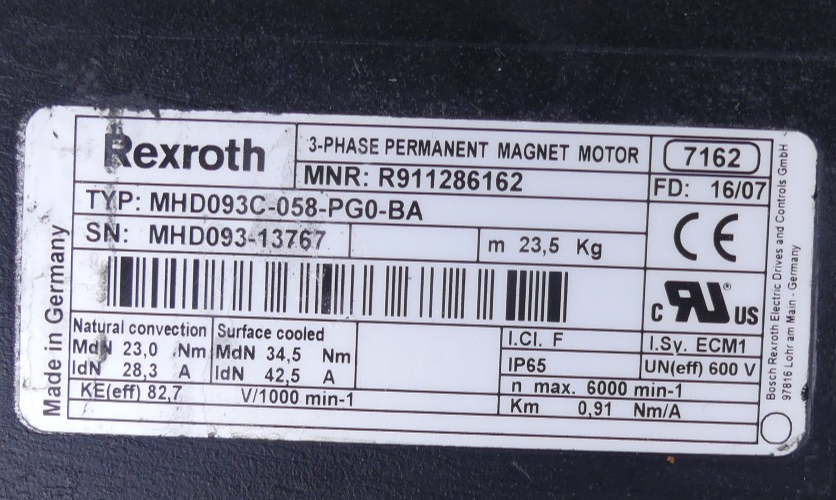 Rexroth
3-PHASE PERMANENT MAGNET MOTOR
7162
MNR: R911286162
FD: 16/07
TYP: MHD093C-058-PG0-BA
SN: MHD093-13767
m 23,5 Kg
CE
c RU US
Natural convection
MdN 23,0 Nm
IdN 28,3 A
Surface cooled
MdN 34,5 Nm
IdN 42,5 A
I.Cl. F
I.Sy. ECM1
IP65
UN(eff) 600 V
n max. 6000 min-1
KE(eff) 82,7 V/1000 min-1
Km 0,91 Nm/A
Made in Germany
Bosch Rexroth Electric Drives and Controls GmbH
97816 Lohr am Main - Germany